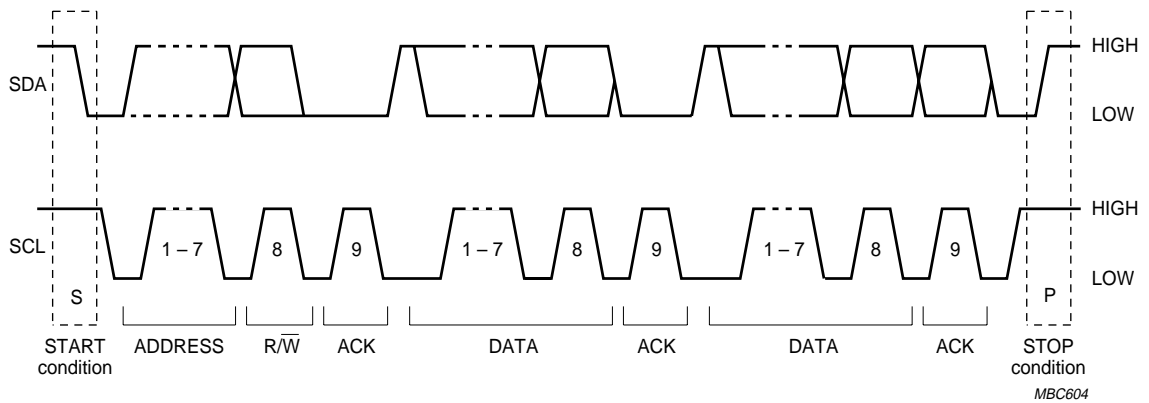 HIGH
SDA
LOW
HIGH
SCL
1 – 7 8 9 1 – 7 8 9 1 – 7 8 9
LOW
S P
START condition
ADDRESS
R/W̅
ACK
DATA
ACK
DATA
ACK
STOP condition
MBC604